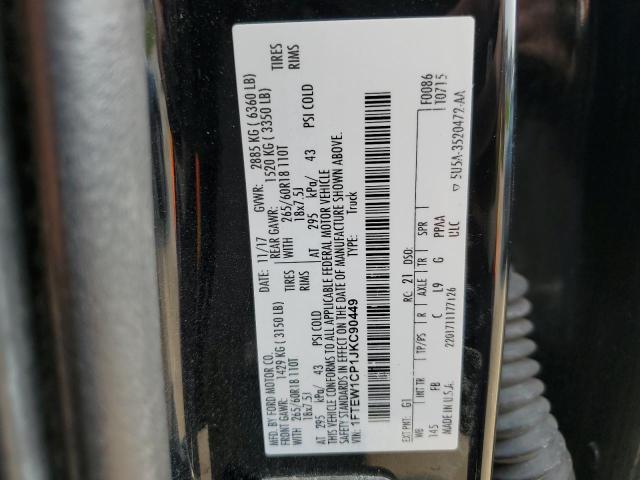 MFD. BY FORD MOTOR CO.
DATE: 11/17 GVWR: 2885 KG ( 6360 LB)
FRONT GAWR: 1429 KG ( 3150 LB) REAR GAWR: 1520 KG ( 3350 LB)
WITH 265/60R18 110T TIRES WITH 265/60R18 110T TIRES
18x7.5J RIMS 18x7.5J RIMS
AT 295 kPa/ 43 PSI COLD AT 295 kPa/ 43 PSI COLD
THIS VEHICLE CONFORMS TO ALL APPLICABLE FEDERAL MOTOR VEHICLE
SAFETY STANDARDS IN EFFECT ON THE DATE OF MANUFACTURE SHOWN ABOVE.
VIN: 1FTEW1CP1JKC90449 TYPE: Truck
F0086
T0715
EXT PNT: G1 RC: 21 DSO:
WB INT TR TP/PS R AXLE TR SPR
145 FB C L9 G PPAA
MADE IN U.S.A. 2201711177126 ULC
▽ 5U5A-3520472-AA